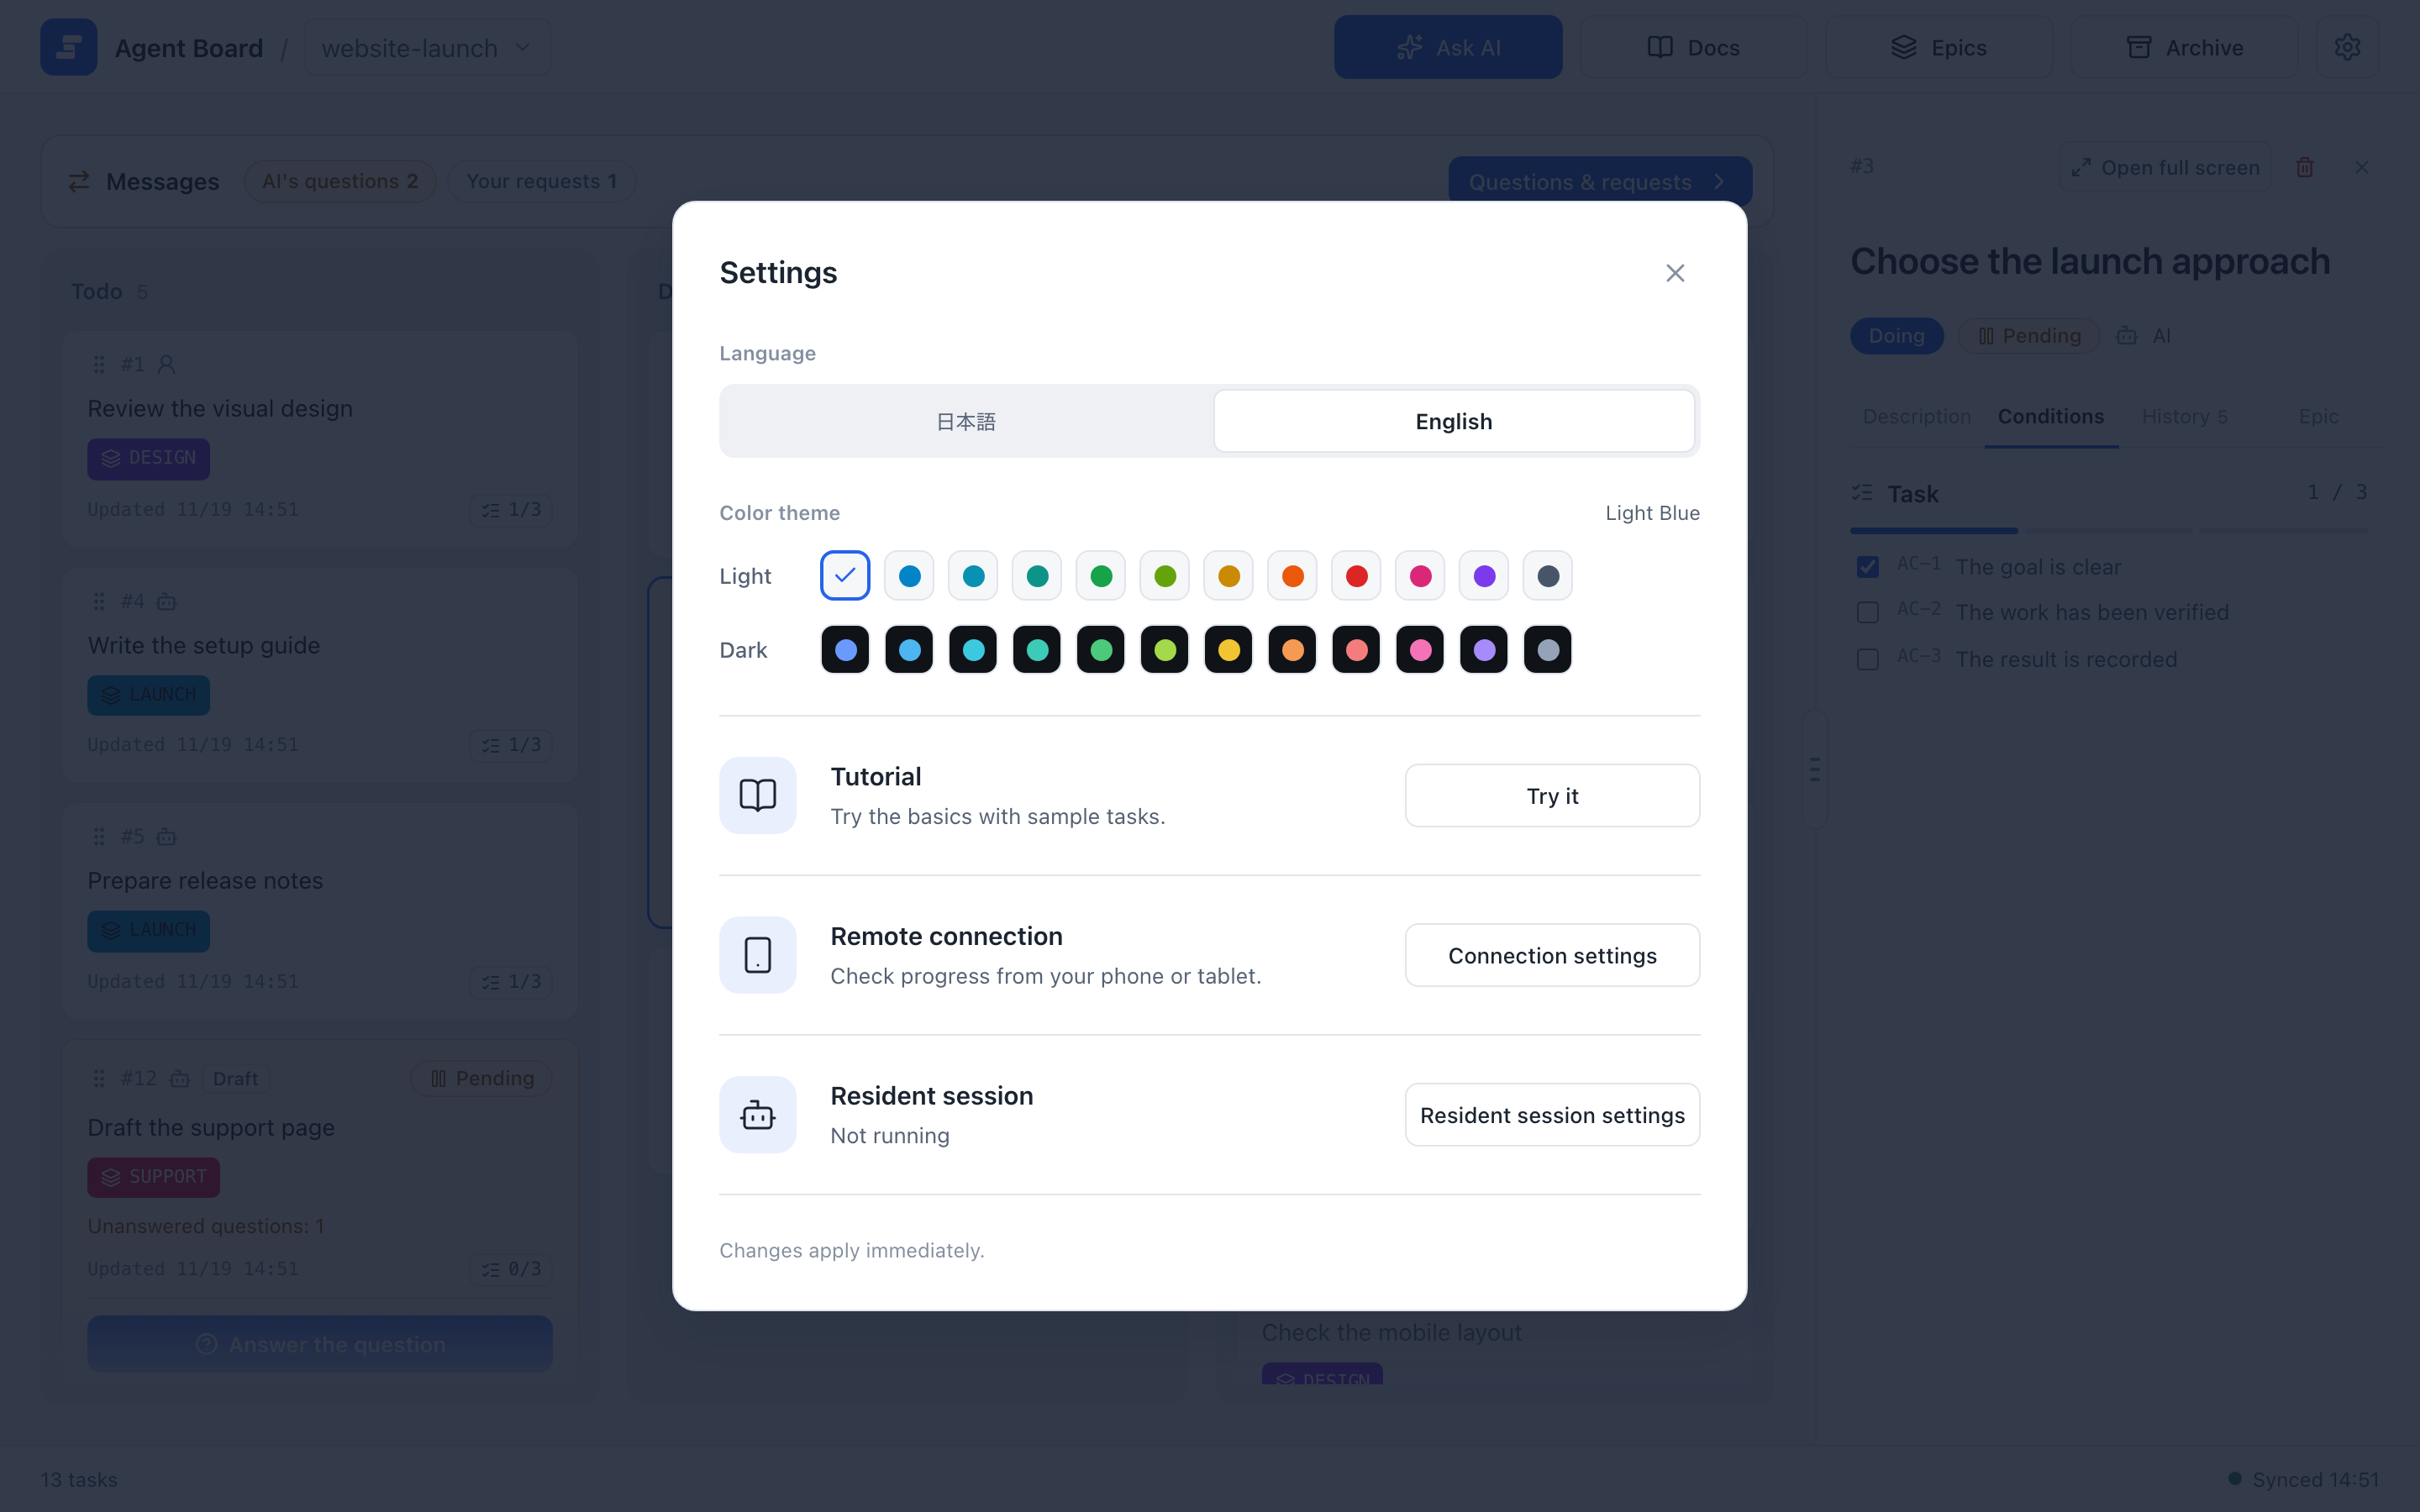 Agent Board / website-launch
Ask AI
Docs
Epics
Archive
Messages
AI's questions 2
Your requests 1
Questions & requests
Todo 5
#1
Review the visual design
DESIGN
Updated 11/19 14:51
1/3
#4
Write the setup guide
LAUNCH
Updated 11/19 14:51
1/3
#5
Prepare release notes
LAUNCH
Updated 11/19 14:51
1/3
#12 Draft Pending
Draft the support page
SUPPORT
Unanswered questions: 1
Updated 11/19 14:51
0/3
Answer the question
D
Settings
Language
日本語
English
Color theme
Light Blue
Light
Dark
Tutorial
Try the basics with sample tasks.
Try it
Remote connection
Check progress from your phone or tablet.
Connection settings
Resident session
Not running
Resident session settings
Changes apply immediately.
Check the mobile layout
DESIGN
#3
Open full screen
Choose the launch approach
Doing
Pending
AI
Description
Conditions
History 5
Epic
Task
1 / 3
AC-1 The goal is clear
AC-2 The work has been verified
AC-3 The result is recorded
13 tasks
Synced 14:51